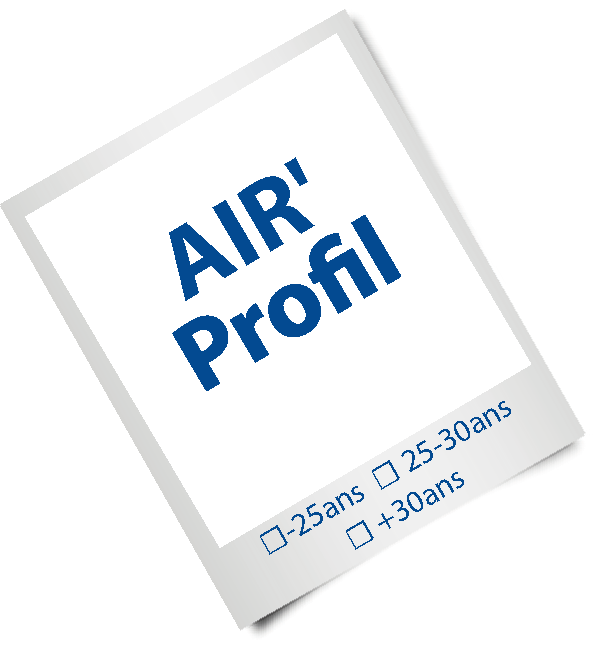 AIR'
Profil
☐-25ans ☐ 25-30ans
☐ +30ans